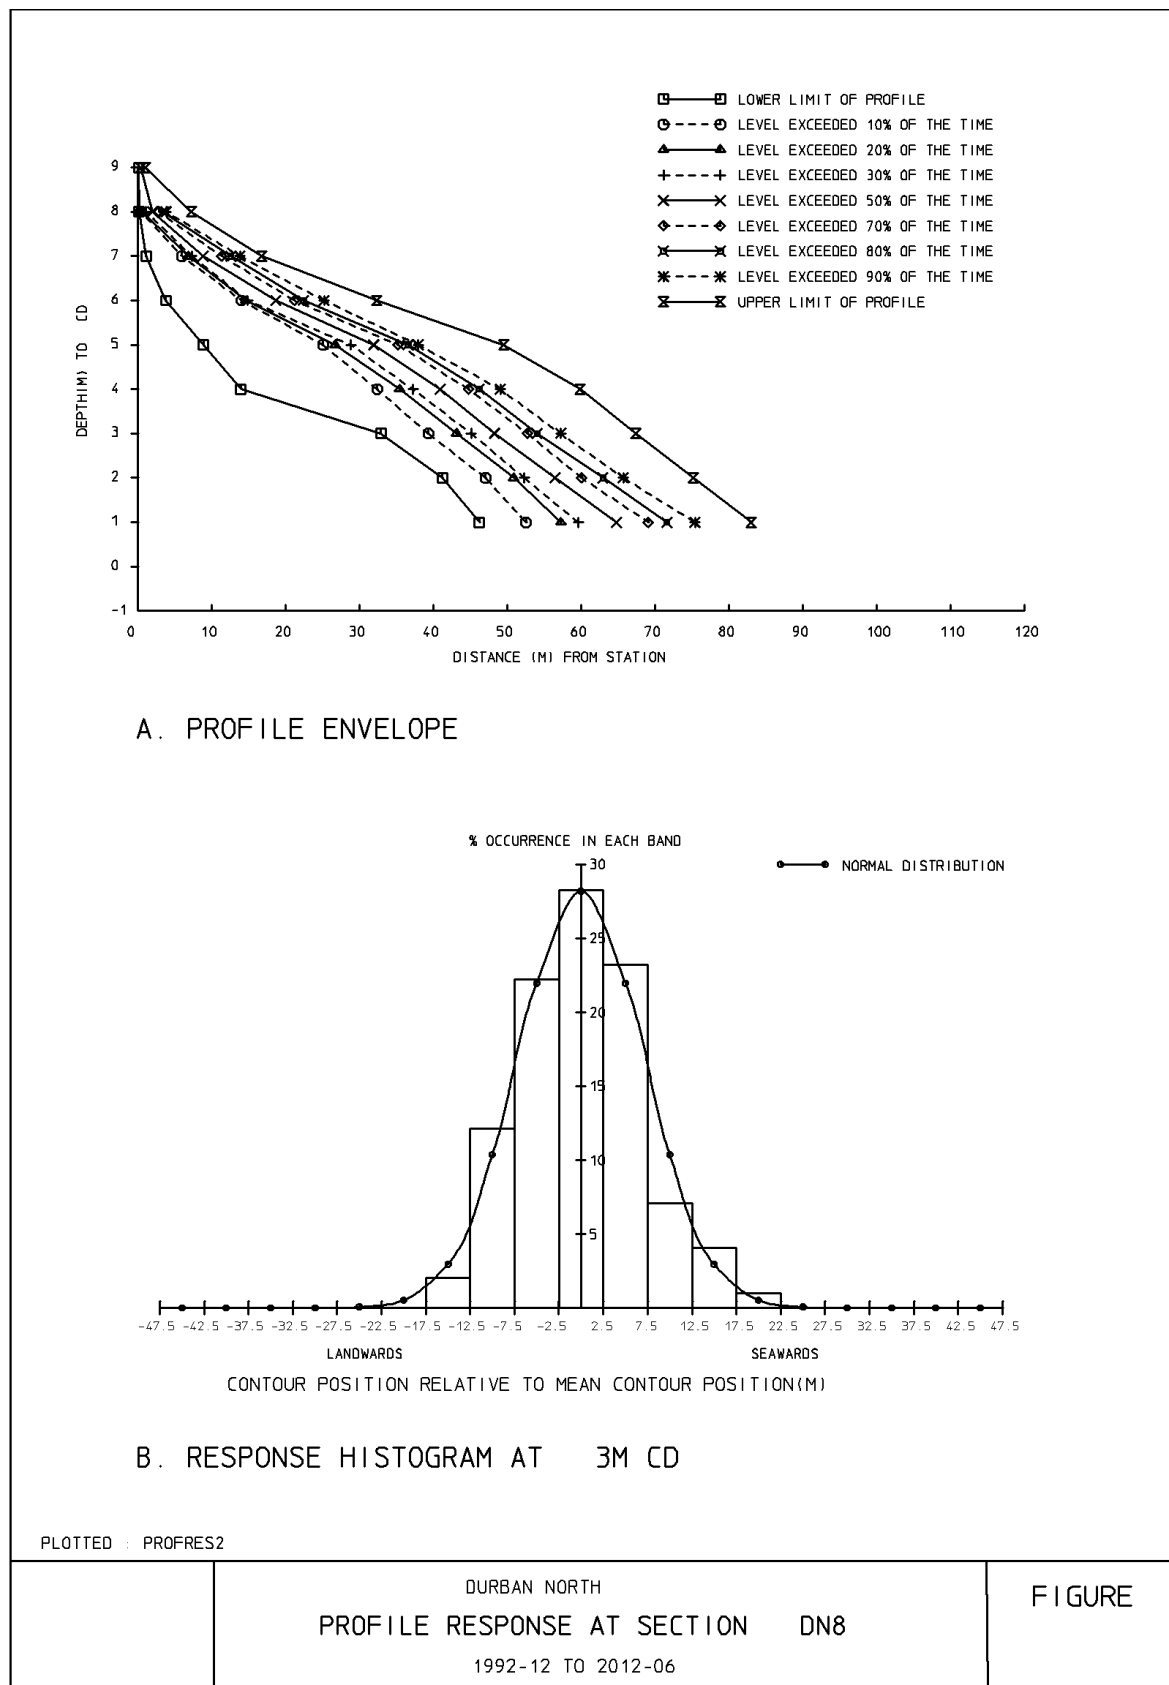 LOWER LIMIT OF PROFILE
LEVEL EXCEEDED 10% OF THE TIME
LEVEL EXCEEDED 20% OF THE TIME
LEVEL EXCEEDED 30% OF THE TIME
LEVEL EXCEEDED 50% OF THE TIME
LEVEL EXCEEDED 70% OF THE TIME
LEVEL EXCEEDED 80% OF THE TIME
LEVEL EXCEEDED 90% OF THE TIME
UPPER LIMIT OF PROFILE
9
8
7
6
5
4
3
2
1
0
-1
DEPTH(M) TO CD
0 10 20 30 40 50 60 70 80 90 100 110 120
DISTANCE (M) FROM STATION
A. PROFILE ENVELOPE
% OCCURRENCE IN EACH BAND
NORMAL DISTRIBUTION
30
25
20
15
10
5
-47.5 -42.5 -37.5 -32.5 -27.5 -22.5 -17.5 -12.5 -7.5 -2.5 2.5 7.5 12.5 17.5 22.5 27.5 32.5 37.5 42.5 47.5
LANDWARDS SEAWARDS
CONTOUR POSITION RELATIVE TO MEAN CONTOUR POSITION(M)
B. RESPONSE HISTOGRAM AT 3M CD
PLOTTED : PROFRES2
DURBAN NORTH
PROFILE RESPONSE AT SECTION DN8
1992-12 TO 2012-06
FIGURE